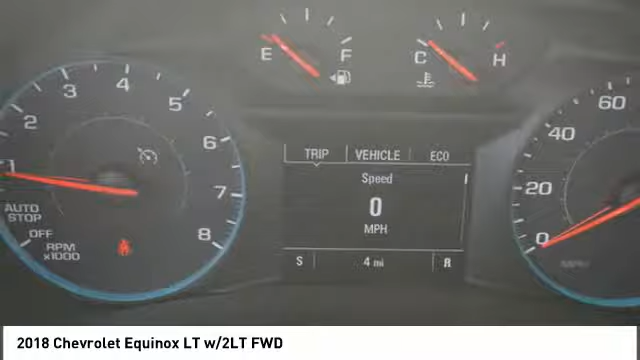 E F
C H
1 2 3 4 5 6 7 8
AUTO
STOP
OFF
RPM
x1000
TRIP VEHICLE ECO
Speed
0
MPH
S 4 mi R
0 20 40 60
MPH
2018 Chevrolet Equinox LT w/2LT FWD